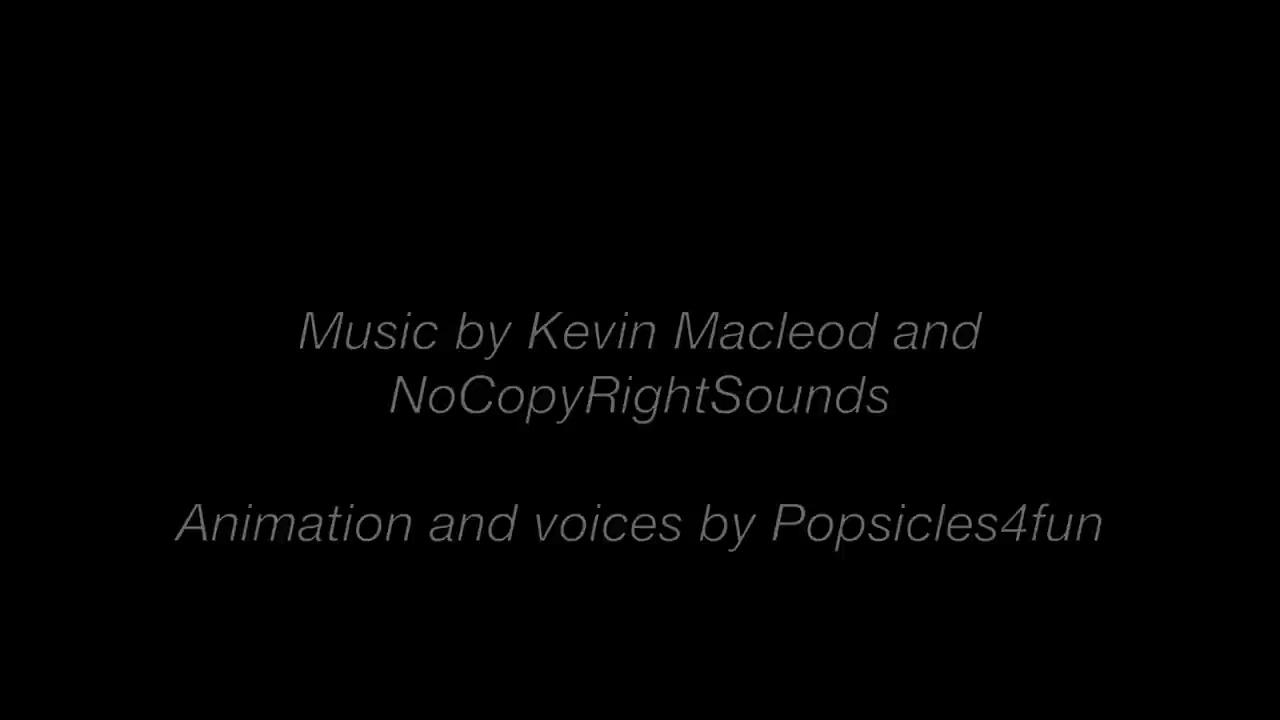 Music by Kevin Macleod and
NoCopyRightSounds
Animation and voices by Popsicles4fun